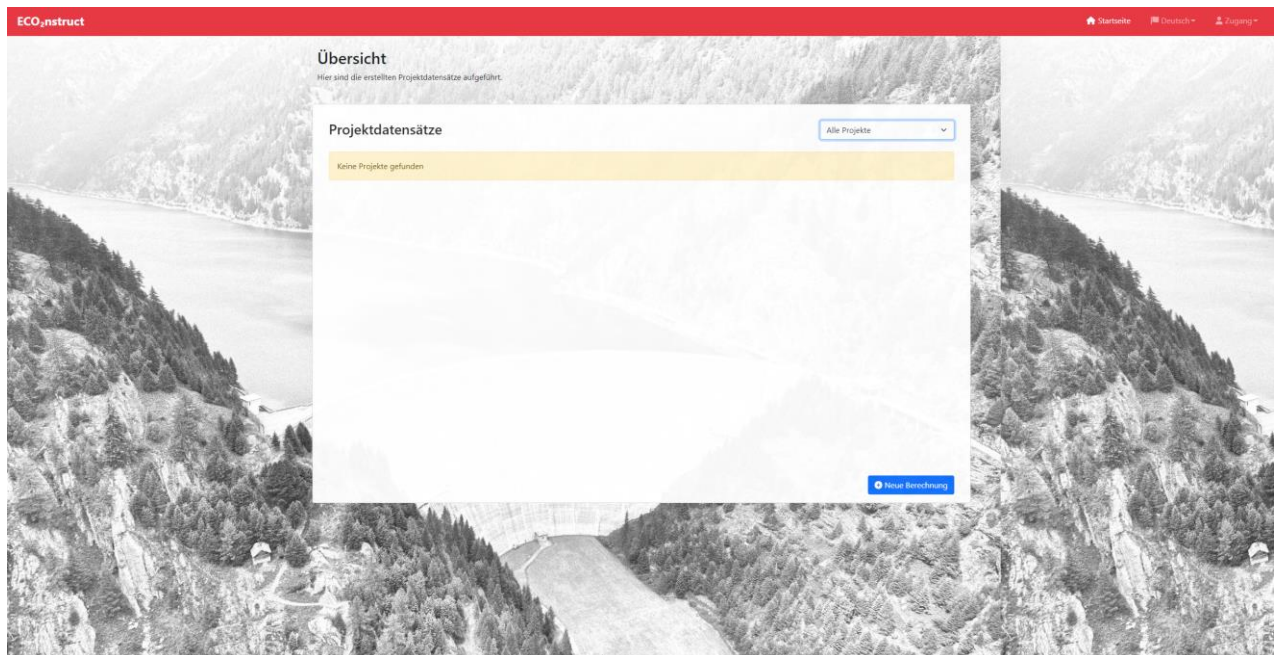 ECO₂nstruct
Startseite Deutsch Zugang
Übersicht
Hier sind die erstellten Projektdatensätze aufgeführt.
Projektdatensätze
Alle Projekte
Keine Projekte gefunden
Neue Berechnung